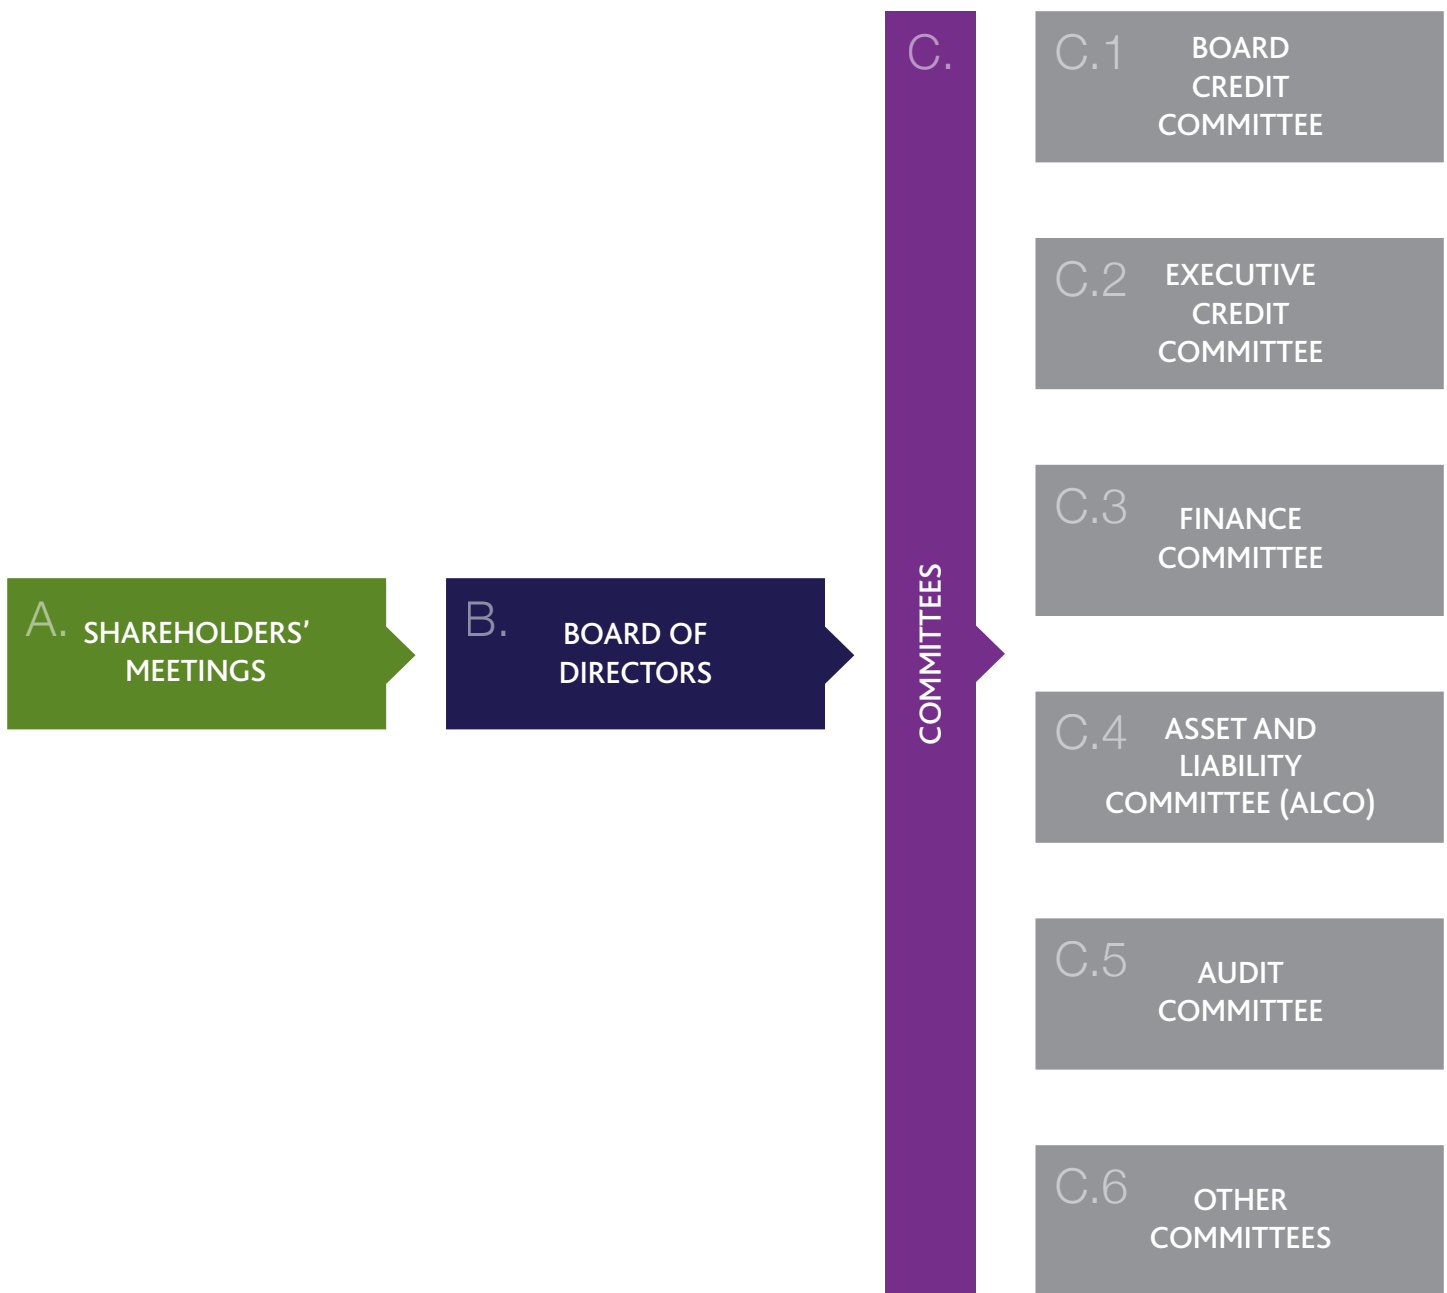 A.
SHAREHOLDERS’
MEETINGS
B.
BOARD OF
DIRECTORS
C.
COMMITTEES
C.1
BOARD
CREDIT
COMMITTEE
C.2
EXECUTIVE
CREDIT
COMMITTEE
C.3
FINANCE
COMMITTEE
C.4
ASSET AND
LIABILITY
COMMITTEE (ALCO)
C.5
AUDIT
COMMITTEE
C.6
OTHER
COMMITTEES